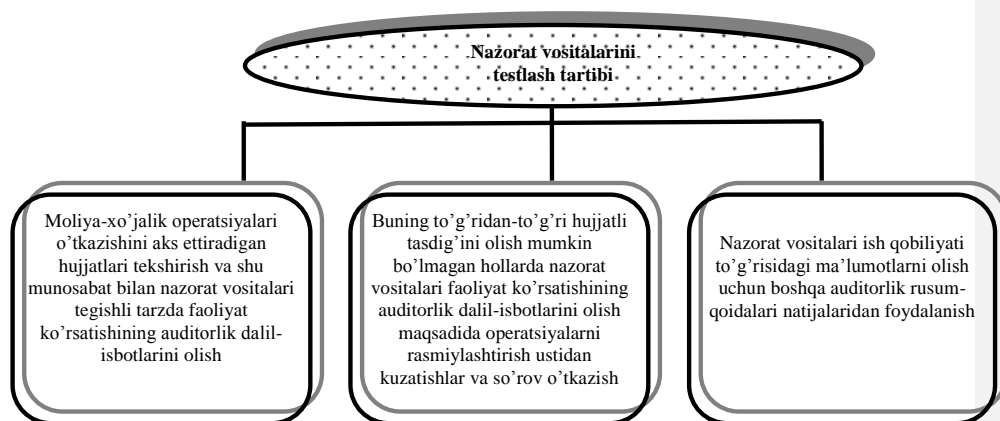 Nazorat vositalarini
testlash tartibi
Moliya-xo’jalik operatsiyalari
o’tkazishini aks ettiradigan
hujjatlari tekshirish va shu
munosabat bilan nazorat vositalari
tegishli tarzda faoliyat
ko’rsatishining auditorlik dalil-
isbotlarini olish
Buning to’g’ridan-to’g’ri hujjatli
tasdig’ini olish mumkin
bo’lmagan hollarda nazorat
vositalari faoliyat ko’rsatishining
auditorlik dalil-isbotlarini olish
maqsadida operatsiyalarni
rasmiylashtirish ustidan
kuzatishlar va so’rov o’tkazish
Nazorat vositalari ish qobiliyati
to’g’risidagi ma’lumotlarni olish
uchun boshqa auditorlik rusum-
qoidalari natijalaridan foydalanish